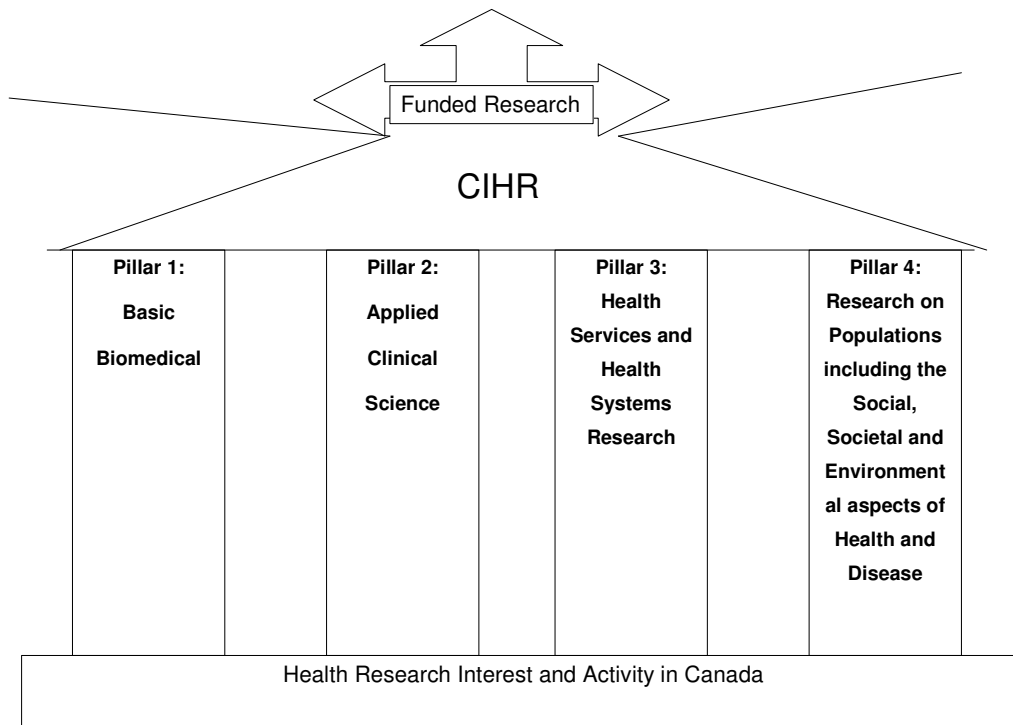 Funded Research
CIHR
Pillar 1:
Basic
Biomedical
Pillar 2:
Applied
Clinical
Science
Pillar 3:
Health
Services and
Health
Systems
Research
Pillar 4:
Research on
Populations
including the
Social,
Societal and
Environment
al aspects of
Health and
Disease
Health Research Interest and Activity in Canada